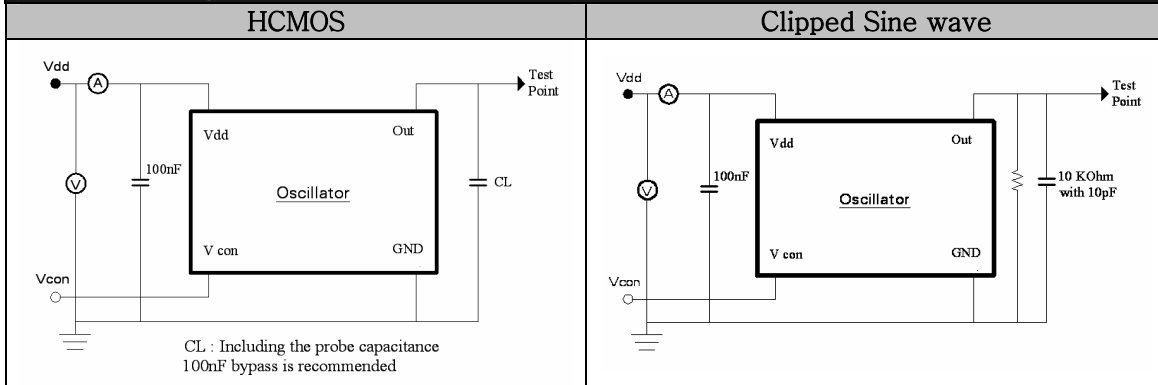 HCMOS
Vdd
A
Test
Point
Vdd
Out
100nF
V
CL
Oscillator
V con
GND
Vcon
CL : Including the probe capacitance
100nF bypass is recommended
Clipped Sine wave
Vdd
A
Test
Point
Vdd
Out
100nF
10 KOhm
with 10pF
V
Oscillator
V con
GND
Vcon